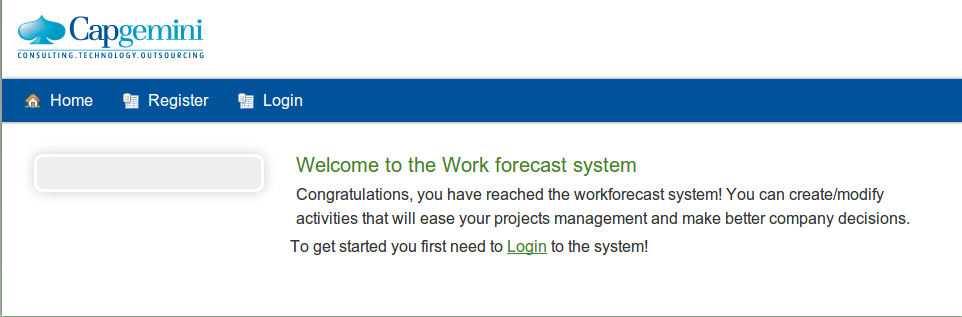 Capgemini
CONSULTING.TECHNOLOGY.OUTSOURCING
Home Register Login
Welcome to the Work forecast system
Congratulations, you have reached the workforecast system! You can create/modify
activities that will ease your projects management and make better company decisions.
To get started you first need to Login to the system!